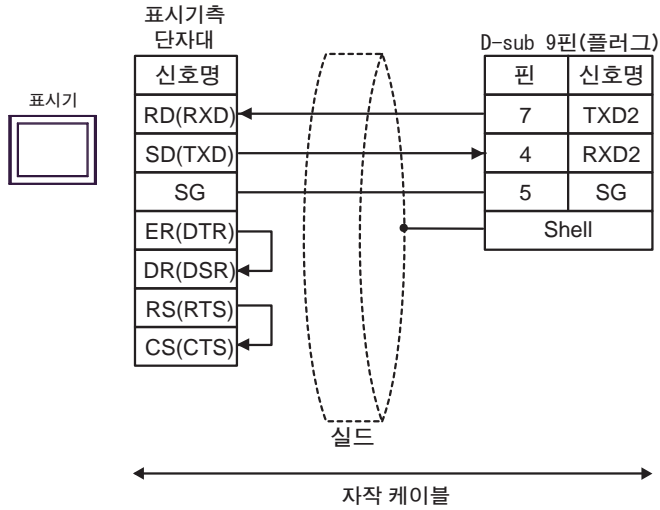 표시기측
단자대
D-sub 9핀(플러그)
표시기
신호명
RD(RXD)
SD(TXD)
SG
ER(DTR)
DR(DSR)
RS(RTS)
CS(CTS)
핀 신호명
7 TXD2
4 RXD2
5 SG
Shell
실드
자작 케이블